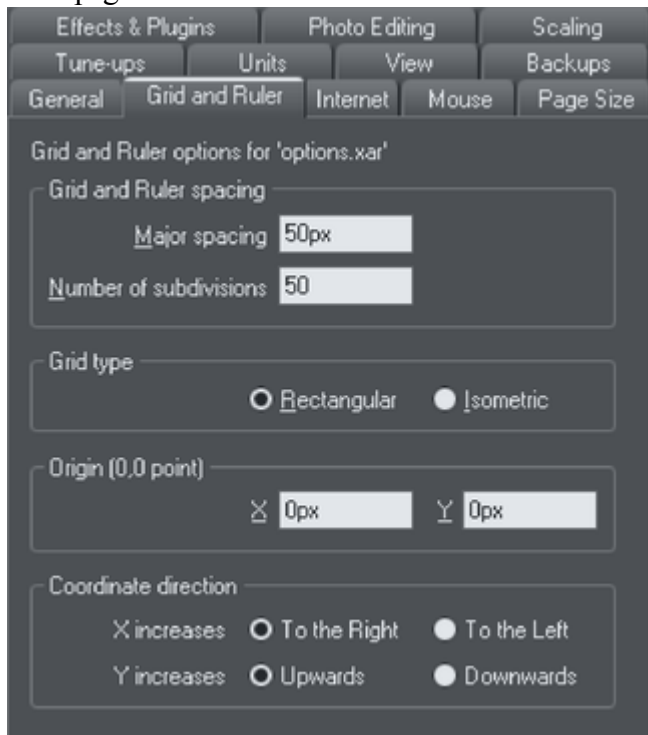 Effects & Plugins Photo Editing Scaling
Tune-ups Units View Backups
General Grid and Ruler Internet Mouse Page Size
Grid and Ruler options for 'options.xar'
Grid and Ruler spacing
Major spacing 50px
Number of subdivisions 50
Grid type
Rectangular Isometric
Origin (0,0 point)
X 0px Y 0px
Coordinate direction
X increases To the Right To the Left
Y increases Upwards Downwards